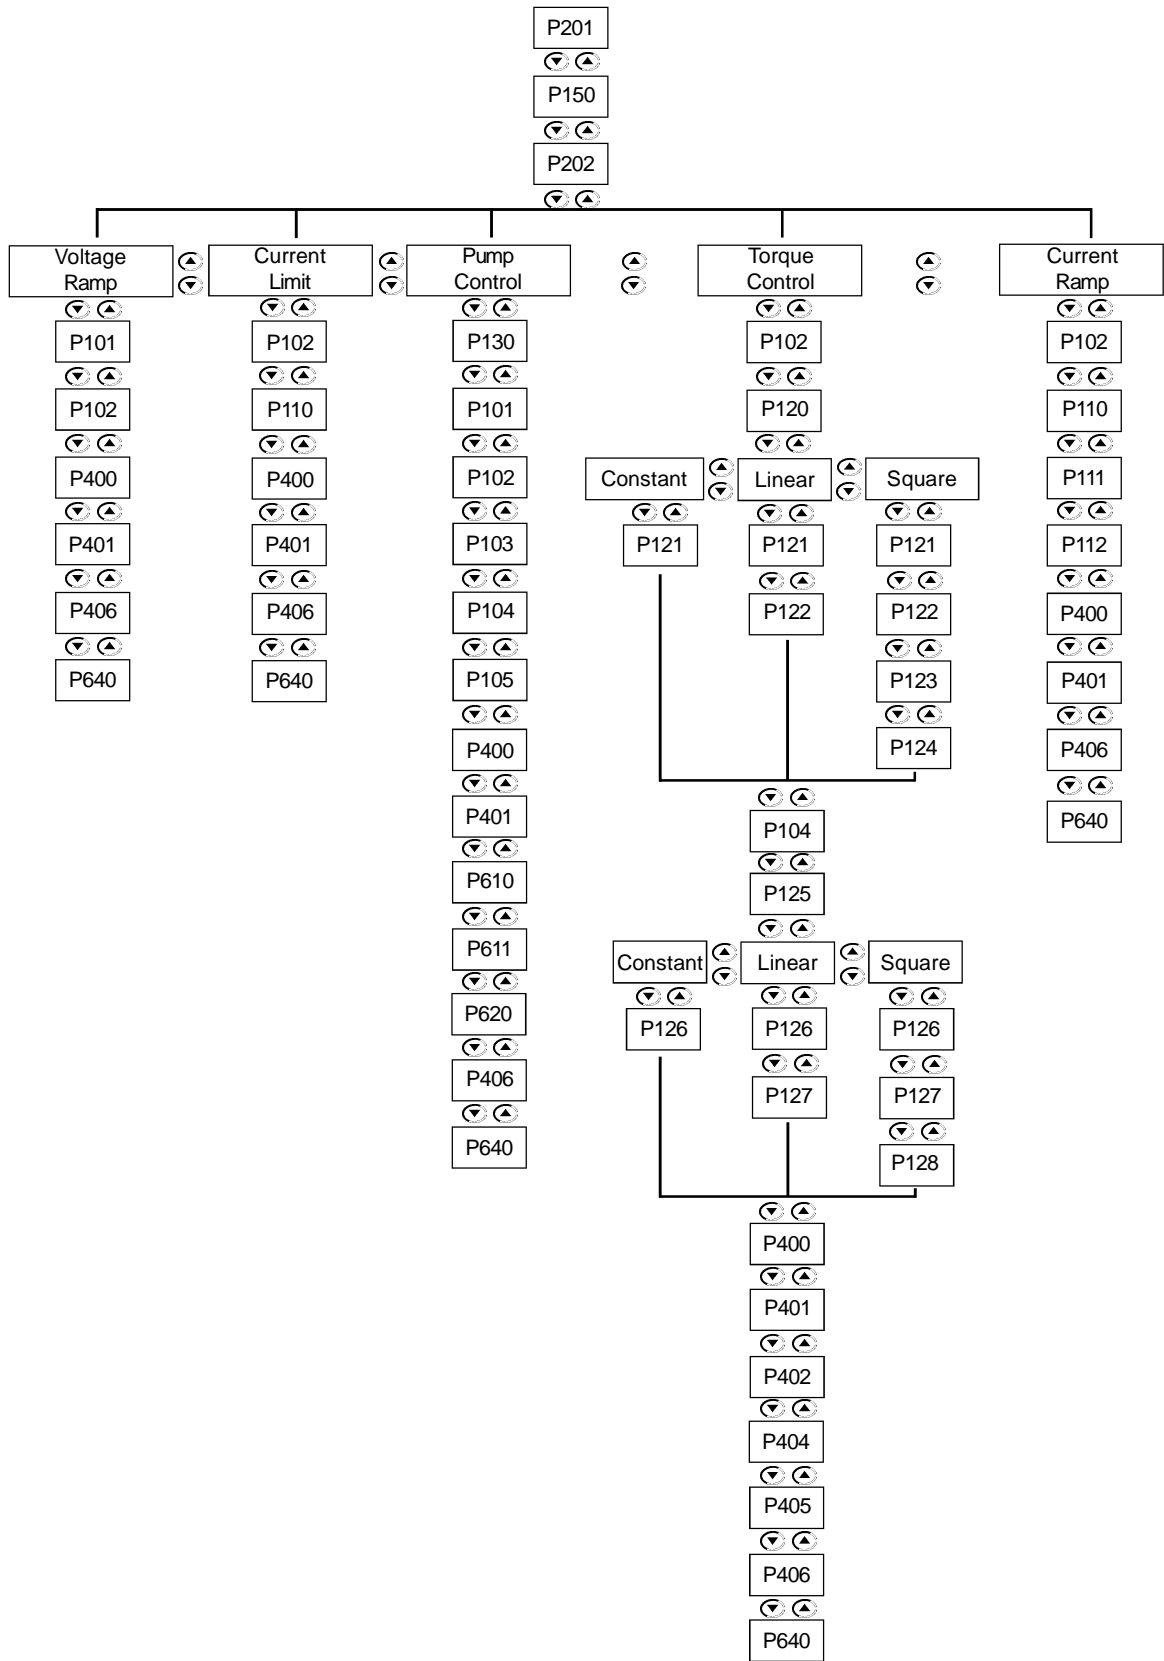 P201
P150
P202
Voltage
Ramp
P101
P102
P400
P401
P406
P640
Current
Limit
P102
P110
P400
P401
P406
P640
Pump
Control
P130
P101
P102
P103
P104
P105
P400
P401
P610
P611
P620
P406
P640
Torque
Control
P102
P120
Constant
P121
Linear
P121
P122
Square
P121
P122
P123
P124
P104
P125
Constant
P126
Linear
P126
P127
Square
P126
P127
P128
P400
P401
P402
P404
P405
P406
P640
Current
Ramp
P102
P110
P111
P112
P400
P401
P406
P640